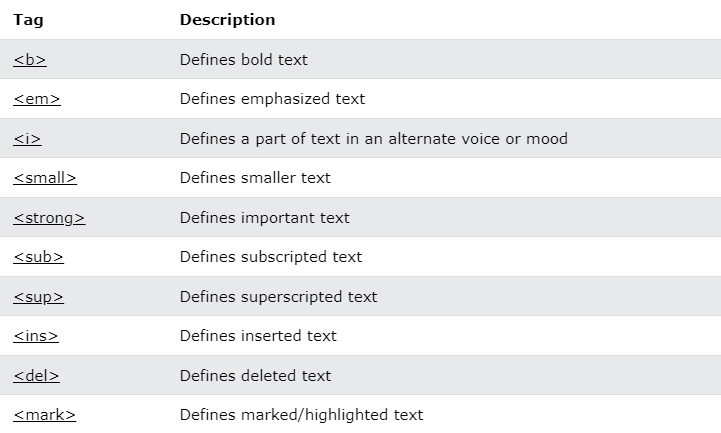 Tag Description
<b> Defines bold text
<em> Defines emphasized text
<i> Defines a part of text in an alternate voice or mood
<small> Defines smaller text
<strong> Defines important text
<sub> Defines subscripted text
<sup> Defines superscripted text
<ins> Defines inserted text
<del> Defines deleted text
<mark> Defines marked/highlighted text